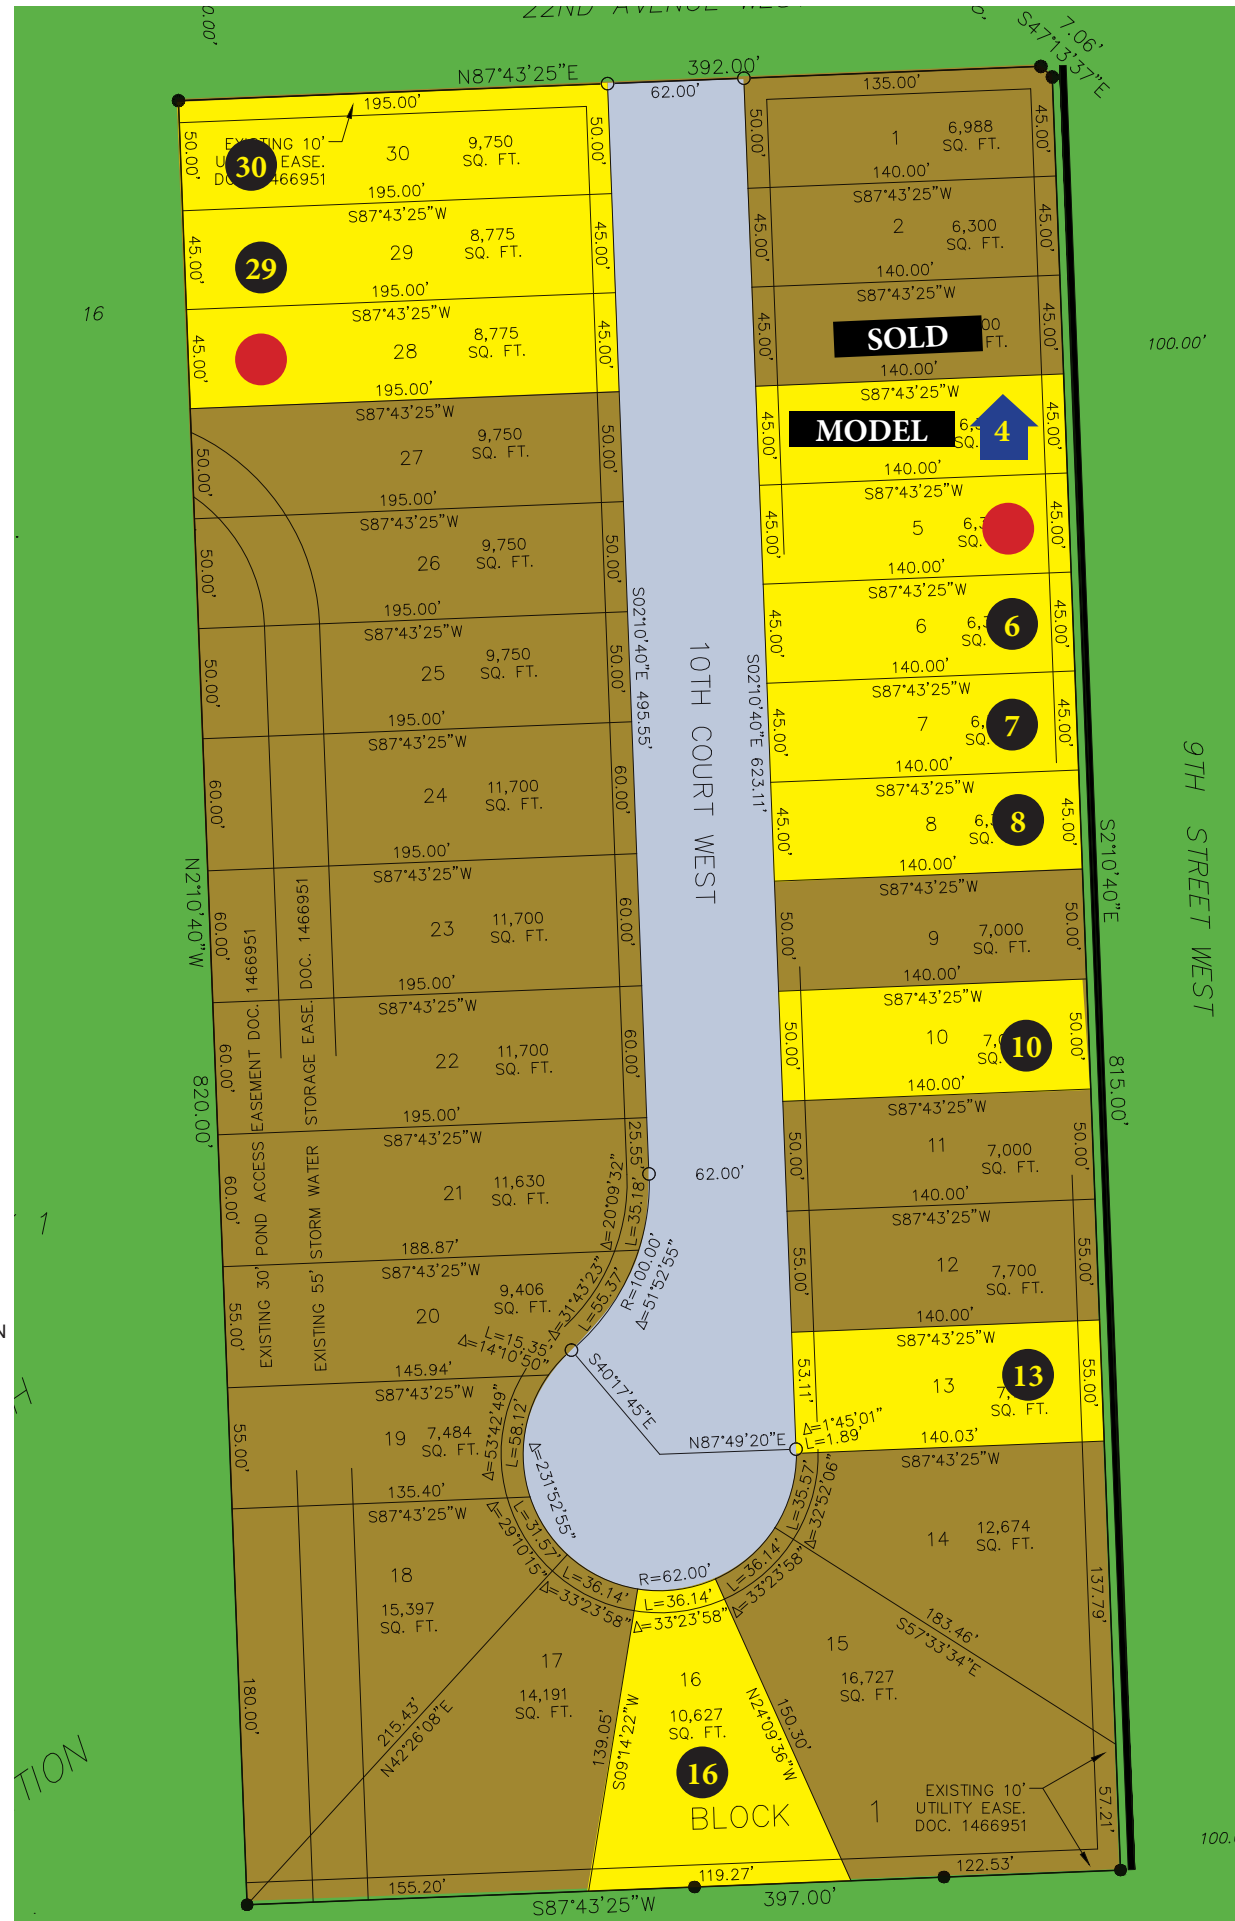 22ND AVENUE WEST
7.06'
S47°13'37"E
N87°43'25"E
392.00'
195.00'
62.00'
135.00'
50.00'
EXISTING 10'
UTILITY EASE.
DOC. 1466951
30
30
9,750
SQ. FT.
50.00'
195.00'
S87°43'25"W
45.00'
29
29
8,775
SQ. FT.
45.00'
195.00'
S87°43'25"W
45.00'
28
8,775
SQ. FT.
45.00'
195.00'
S87°43'25"W
50.00'
27
9,750
SQ. FT.
50.00'
195.00'
S87°43'25"W
50.00'
26
9,750
SQ. FT.
50.00'
195.00'
S87°43'25"W
50.00'
25
9,750
SQ. FT.
50.00'
195.00'
S87°43'25"W
60.00'
24
11,700
SQ. FT.
60.00'
195.00'
S87°43'25"W
60.00'
23
11,700
SQ. FT.
60.00'
195.00'
S87°43'25"W
60.00'
22
11,700
SQ. FT.
60.00'
195.00'
S87°43'25"W
60.00'
21
11,630
SQ. FT.
25.55'
L=35.18'
Δ=20°09'32"
188.87'
S87°43'25"W
55.00'
20
9,406
SQ. FT.
Δ=31°43'23"
L=55.37'
L=15.35'
Δ=14°10'50"
145.94'
S87°43'25"W
55.00'
19
7,484
SQ. FT.
Δ=53°42'49"
L=58.12'
135.40'
S87°43'25"W
18
15,397
SQ. FT.
L=31.57'
Δ=29°10'15"
180.00'
215.43'
N42°26'08"E
17
14,191
SQ. FT.
L=36.14'
Δ=33°23'58"
139.05'
S09°14'22"W
155.20'
EXISTING 30' POND ACCESS EASEMENT DOC. 1466951
EXISTING 55' STORM WATER STORAGE EASE. DOC. 1466951
N2°10'40"W
820.00'
S02°10'40"E 495.55'
10TH COURT WEST
S02°10'40"E 623.11'
62.00'
R=100.00'
Δ=51°52'55"
S40°17'45"E
N87°49'20"E
Δ=231°52'55"
R=62.00'
50.00'
1
6,988
SQ. FT.
45.00'
140.00'
S87°43'25"W
45.00'
2
6,300
SQ. FT.
45.00'
140.00'
S87°43'25"W
45.00'
SOLD
00
FT.
45.00'
140.00'
S87°43'25"W
45.00'
MODEL
4
45.00'
140.00'
S87°43'25"W
45.00'
5
SQ.
45.00'
140.00'
S87°43'25"W
45.00'
6
SQ.
6
45.00'
140.00'
S87°43'25"W
45.00'
7
SQ.
7
45.00'
140.00'
S87°43'25"W
45.00'
8
SQ.
8
45.00'
140.00'
S87°43'25"W
50.00'
9
7,000
SQ. FT.
50.00'
140.00'
S87°43'25"W
50.00'
10
SQ.
10
50.00'
140.00'
S87°43'25"W
50.00'
11
7,000
SQ. FT.
50.00'
140.00'
S87°43'25"W
55.00'
12
7,700
SQ. FT.
140.00'
S87°43'25"W
53.11'
13
13
SQ. FT.
55.00'
Δ=1°45'01"
L=1.89'
140.03'
S87°43'25"W
L=35.57'
Δ=32°52'06"
14
12,674
SQ. FT.
137.79'
183.46'
S57°33'34"E
L=36.14'
Δ=33°23'58"
15
16,727
SQ. FT.
150.30'
N24°09'36"W
L=36.14'
Δ=33°23'58"
16
10,627
SQ. FT.
16
BLOCK
1
EXISTING 10'
UTILITY EASE.
DOC. 1466951
57.21'
119.27'
122.53'
S87°43'25"W
397.00'
S2°10'40"E
815.00'
9TH STREET WEST
100.00'
16
1
TION